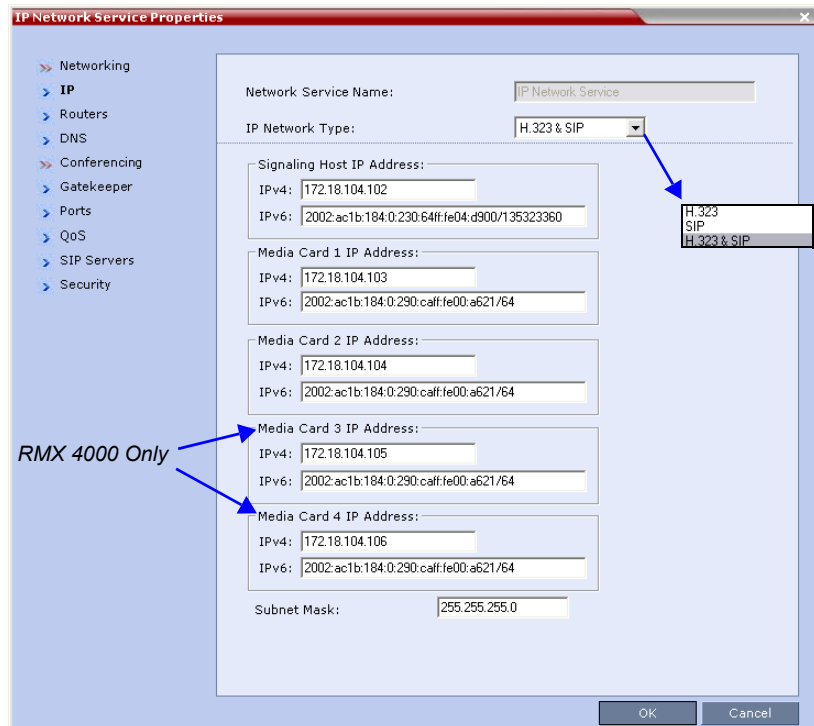 IP Network Service Properties
Networking
IP
Routers
DNS
Conferencing
Gatekeeper
Ports
QoS
SIP Servers
Security
Network Service Name: IP Network Service
IP Network Type: H.323 & SIP
H.323
SIP
H.323 & SIP
Signaling Host IP Address:
IPv4: 172.18.104.102
IPv6: 2002:ac1b:184:0:230:64ff:fe04:d900/135323360
Media Card 1 IP Address:
IPv4: 172.18.104.103
IPv6: 2002:ac1b:184:0:290:caff:fe00:a621/64
Media Card 2 IP Address:
IPv4: 172.18.104.104
IPv6: 2002:ac1b:184:0:290:caff:fe00:a621/64
RMX 4000 Only
Media Card 3 IP Address:
IPv4: 172.18.104.105
IPv6: 2002:ac1b:184:0:290:caff:fe00:a621/64
Media Card 4 IP Address:
IPv4: 172.18.104.106
IPv6: 2002:ac1b:184:0:290:caff:fe00:a621/64
Subnet Mask: 255.255.255.0
OK Cancel